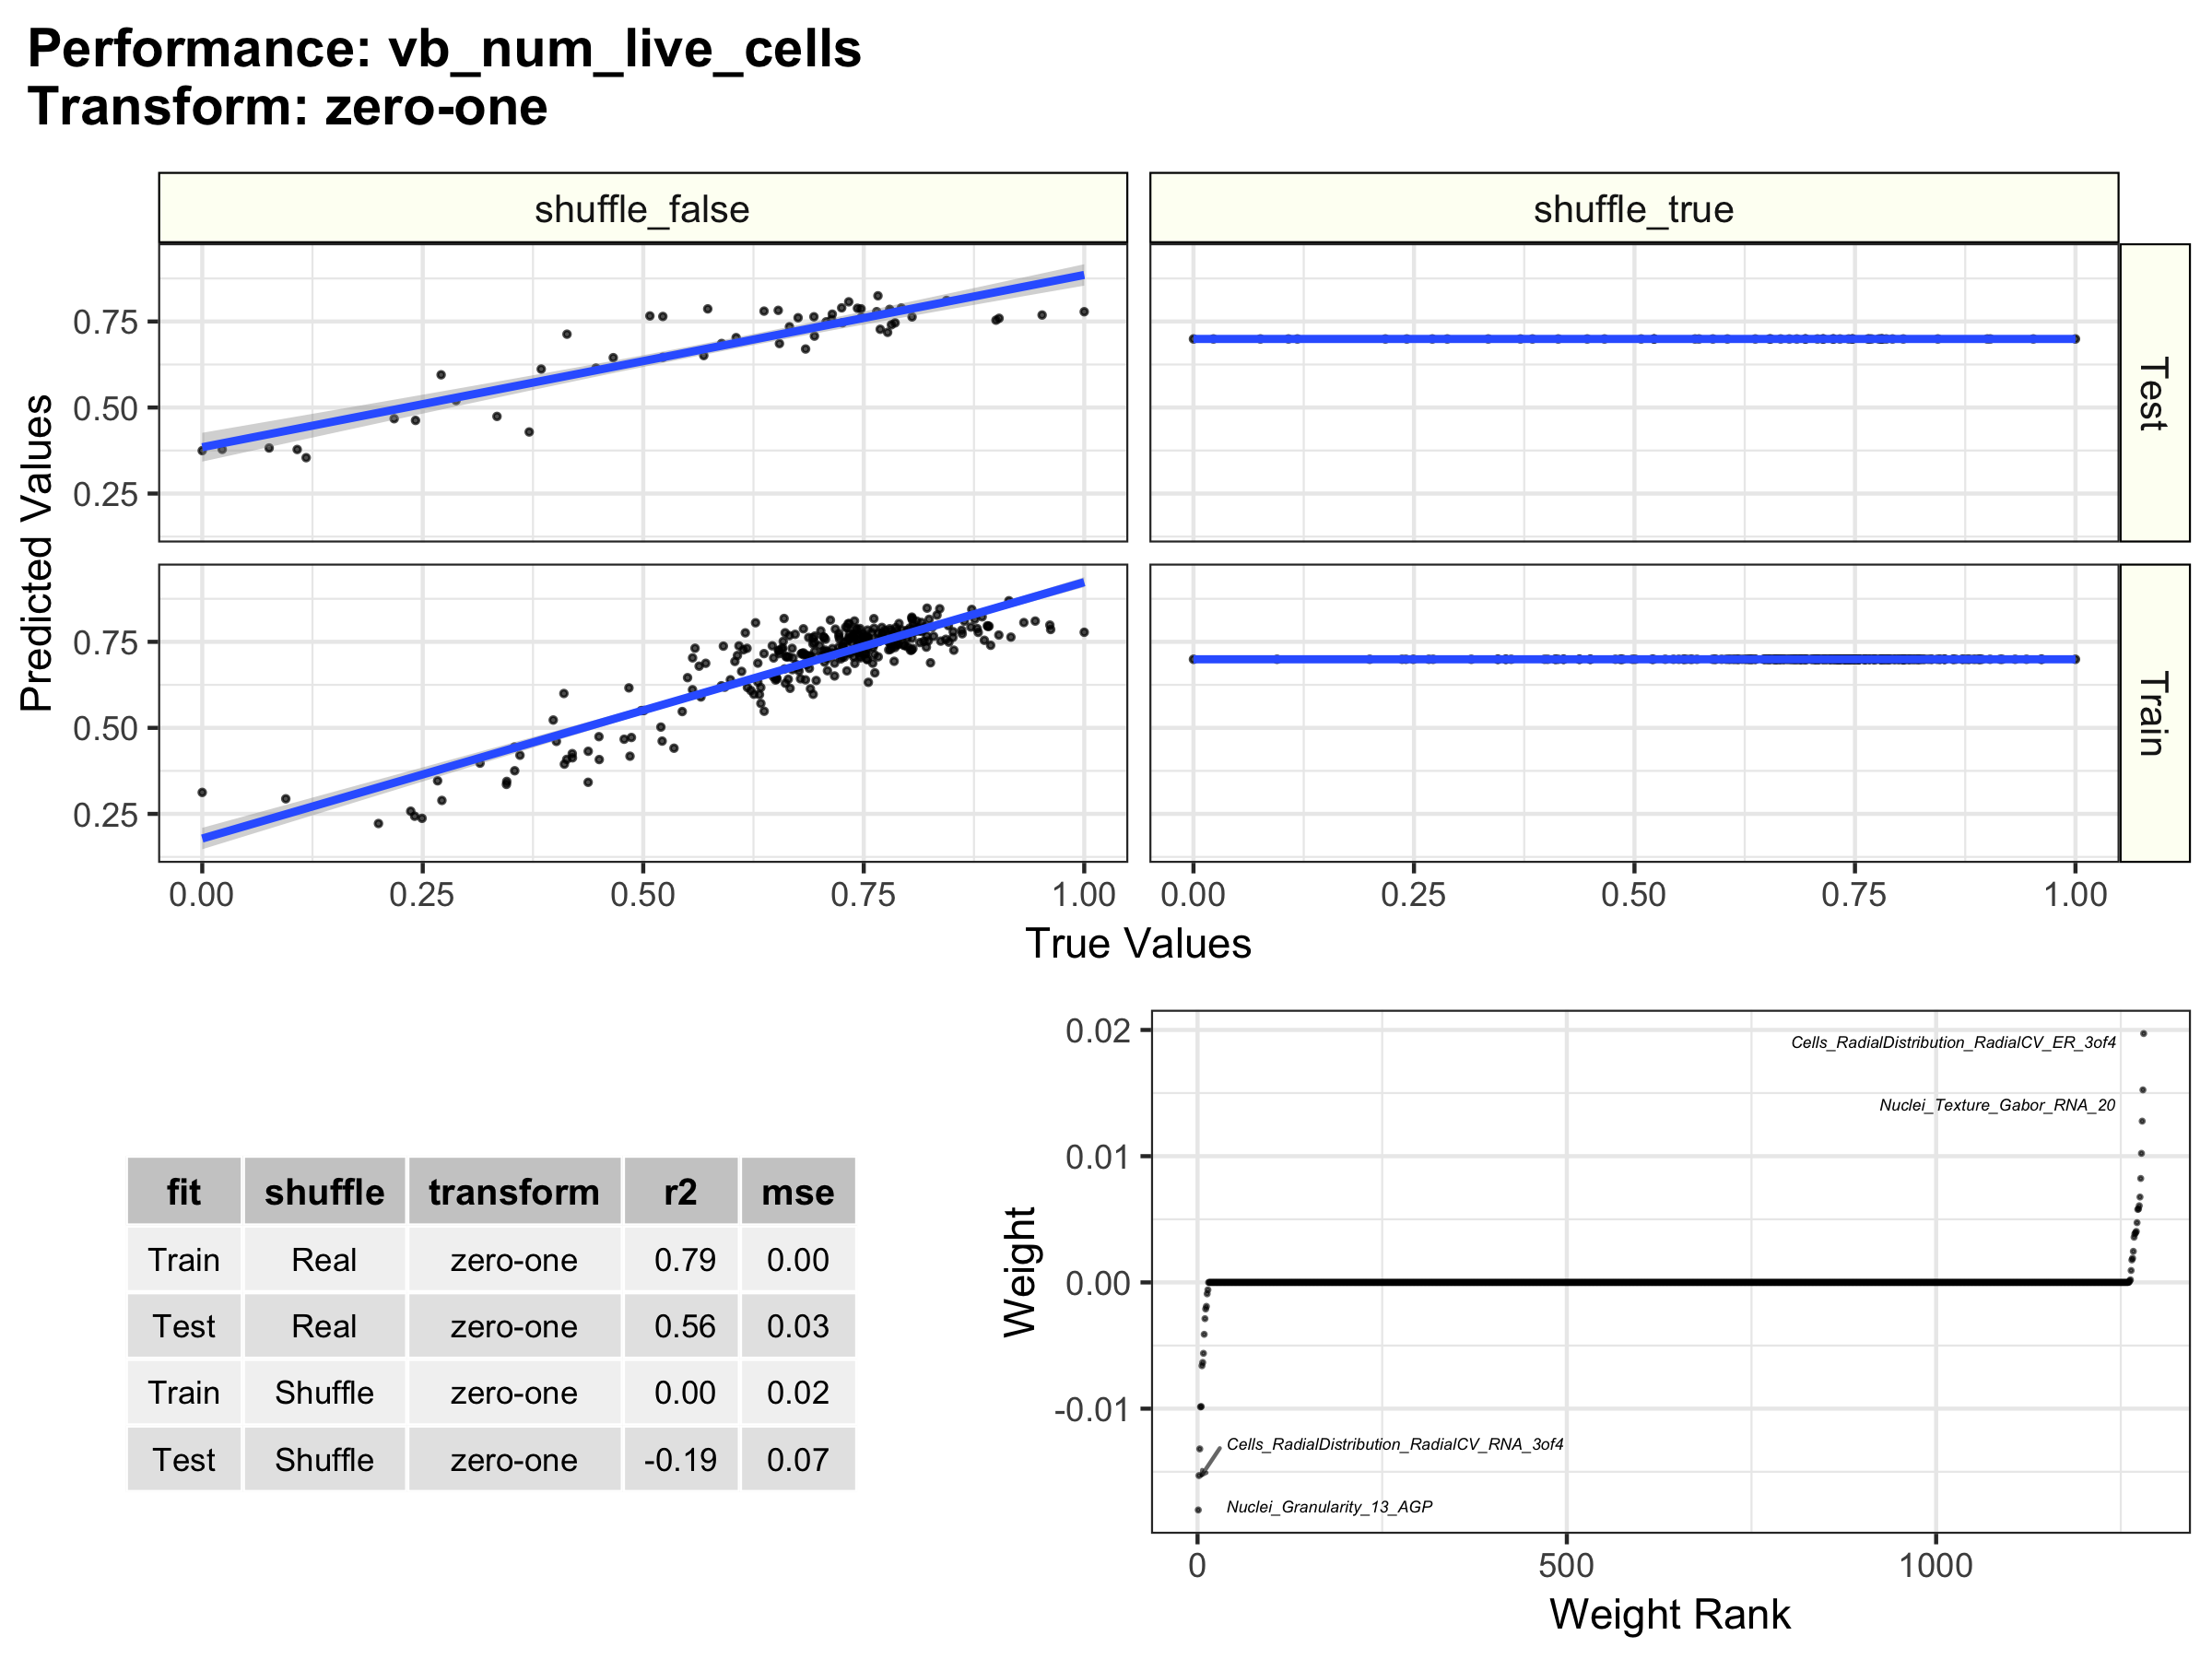 Performance: vb_num_live_cells
Transform: zero-one
shuffle_false
shuffle_true
Predicted Values
0.75
0.50
0.25
Test
0.75
0.50
0.25
Train
0.00 0.25 0.50 0.75 1.00 0.00 0.25 0.50 0.75 1.00
True Values
fit shuffle transform r2 mse
Train Real zero-one 0.79 0.00
Test Real zero-one 0.56 0.03
Train Shuffle zero-one 0.00 0.02
Test Shuffle zero-one -0.19 0.07
Weight
0.02
0.01
0.00
-0.01
Cells_RadialDistribution_RadialCV_ER_3of4
Nuclei_Texture_Gabor_RNA_20
Cells_RadialDistribution_RadialCV_RNA_3of4
Nuclei_Granularity_13_AGP
0 500 1000
Weight Rank